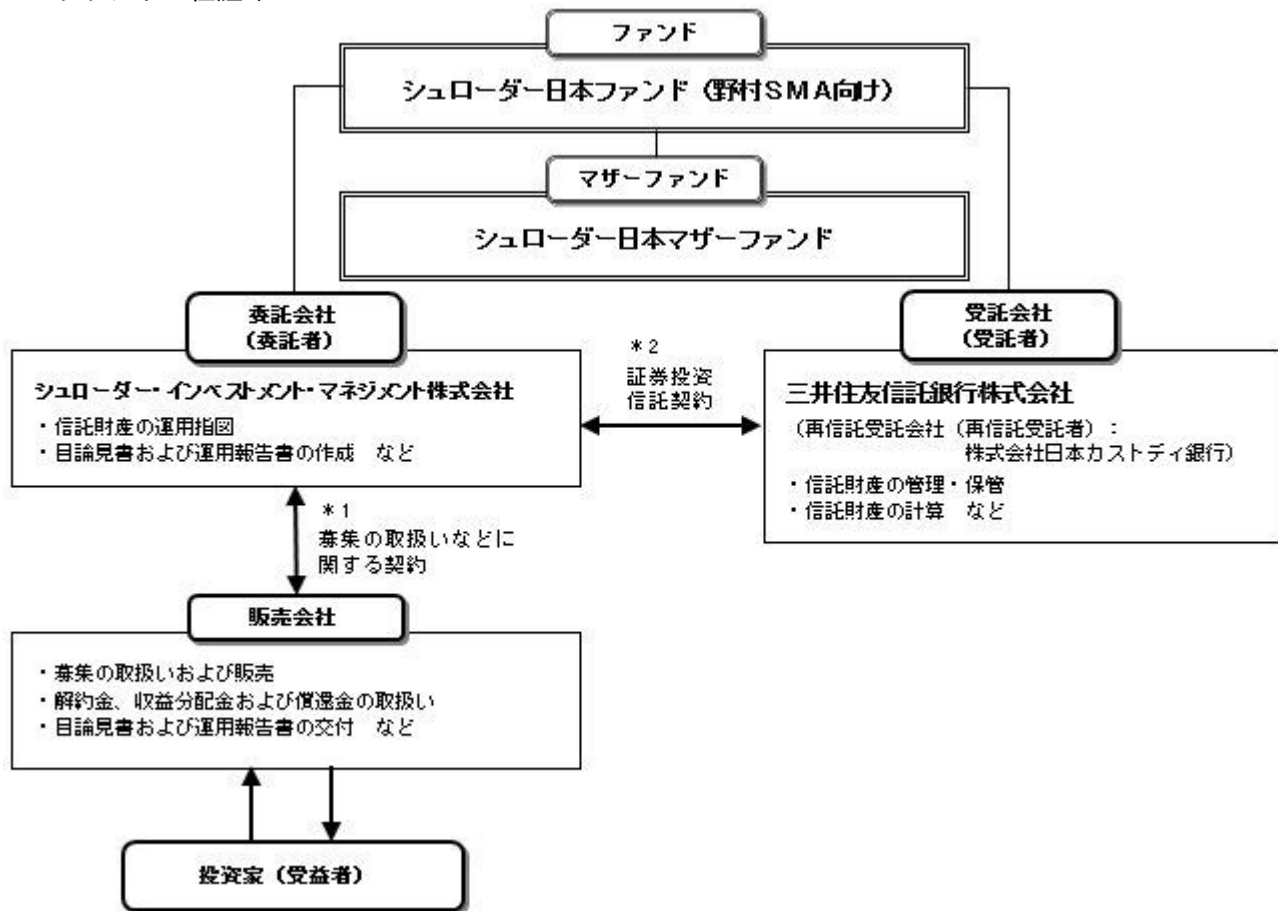 ファンド
シュローダー日本ファンド（野村SMA向け）
マザーファンド
シュローダー日本マザーファンド
委託会社
（委託者）
シュローダー・インベストメント・マネジメント株式会社
・信託財産の運用指図
・目論見書および運用報告書の作成　など
＊2
証券投資
信託契約
受託会社
（受託者）
三井住友信託銀行株式会社
（再信託受託会社（再信託受託者）：
株式会社日本カストディ銀行）
・信託財産の管理・保管
・信託財産の計算　など
＊1
募集の取扱いなどに
関する契約
販売会社
・募集の取扱いおよび販売
・解約金、収益分配金および償還金の取扱い
・目論見書および運用報告書の交付　など
投資家（受益者）